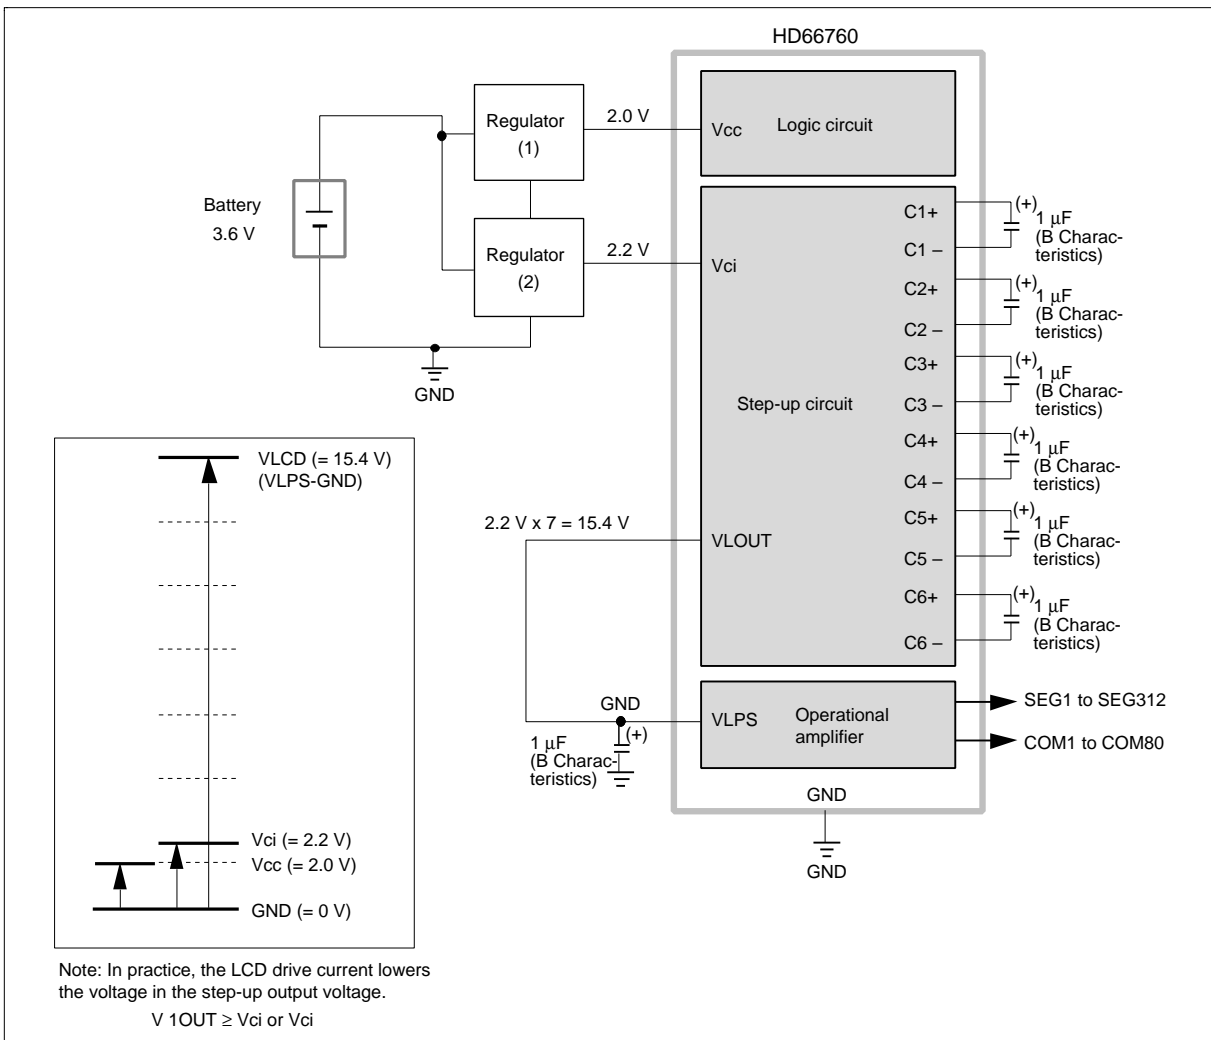 HD66760
Regulator
(1)
2.0 V
Vcc
Logic circuit
Battery
3.6 V
Regulator
(2)
2.2 V
Vci
GND
Step-up circuit
C1+
C1 –
(+)
1 µF
(B Charac-
teristics)
C2+
C2 –
(+)
1 µF
(B Charac-
teristics)
C3+
C3 –
(+)
1 µF
(B Charac-
teristics)
C4+
C4 –
(+)
1 µF
(B Charac-
teristics)
C5+
C5 –
(+)
1 µF
(B Charac-
teristics)
C6+
C6 –
(+)
1 µF
(B Charac-
teristics)
2.2 V x 7 = 15.4 V
VLOUT
GND
VLPS
Operational
amplifier
SEG1 to SEG312
COM1 to COM80
1 µF
(B Charac-
teristics)
(+)
GND
GND
VLCD (= 15.4 V)
(VLPS-GND)
Vci (= 2.2 V)
Vcc (= 2.0 V)
GND (= 0 V)
Note: In practice, the LCD drive current lowers
the voltage in the step-up output voltage.
V 1OUT ≥ Vci or Vci